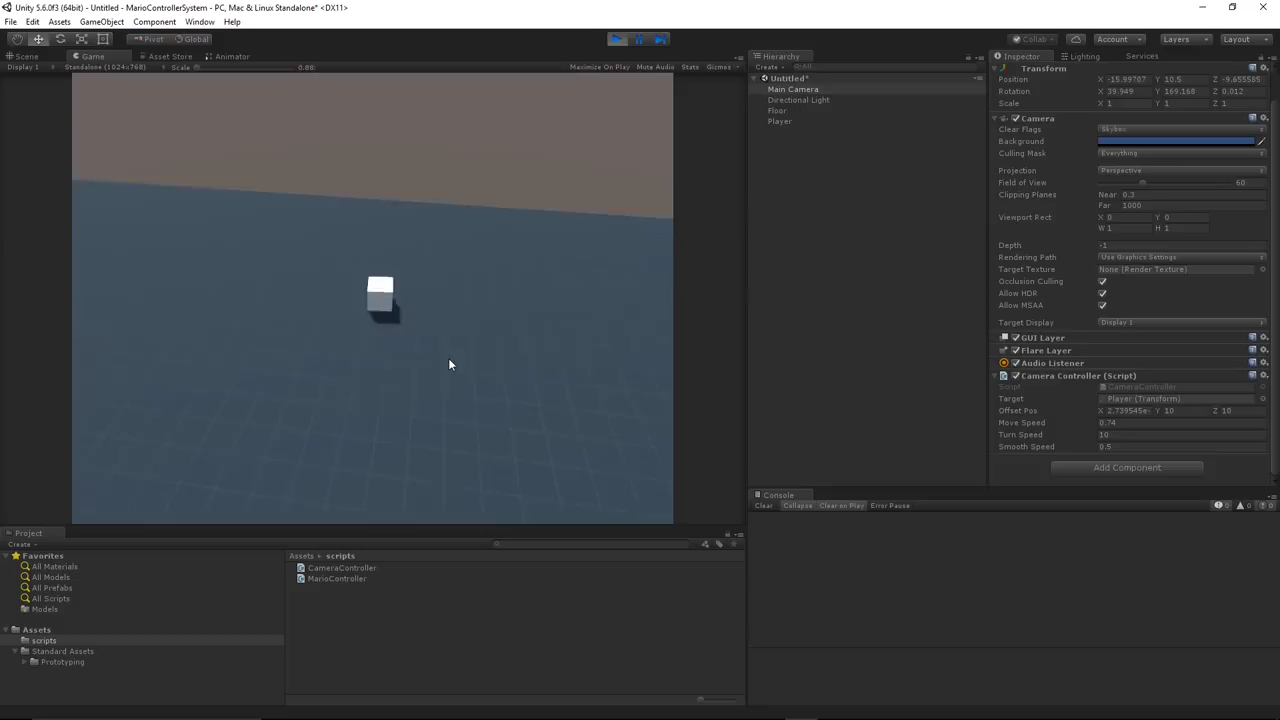 Unity 5.6.0f3 (64bit) - Untitled - MarioControllerSystem - PC, Mac & Linux Standalone* <DX11>
File Edit Assets GameObject Component Window Help
Pivot Global Collab Account Layers Layout
Scene Game Asset Store Animator
Display 1 Standalone (1024x768) Scale 0.88 Maximize On Play Mute Audio Stats Gizmos
Hierarchy
Create All
Untitled*
Main Camera
Directional Light
Floor
Player
Inspector Lighting Services
Transform
Position X -15.99707 Y 10.5 Z -9.655585
Rotation X 39.949 Y 169.168 Z 0.012
Scale X 1 Y 1 Z 1
Camera
Clear Flags Skybox
Background
Culling Mask Everything
Projection Perspective
Field of View 60
Clipping Planes Near 0.3
Far 1000
Viewport Rect X 0 Y 0
W 1 H 1
Depth -1
Rendering Path Use Graphics Settings
Target Texture None (Render Texture)
Occlusion Culling
Allow HDR
Allow MSAA
Target Display Display 1
GUI Layer
Flare Layer
Audio Listener
Camera Controller (Script)
Script CameraController
Target Player (Transform)
Offset Pos X 2.739545e- Y 10 Z 10
Move Speed 0.74
Turn Speed 10
Smooth Speed 0.5
Add Component
Console
Clear Collapse Clear on Play Error Pause 0 0 0
Project
Create
Favorites
All Materials
All Models
All Prefabs
All Scripts
Models
Assets
scripts
Standard Assets
Prototyping
Assets scripts
CameraController
MarioController